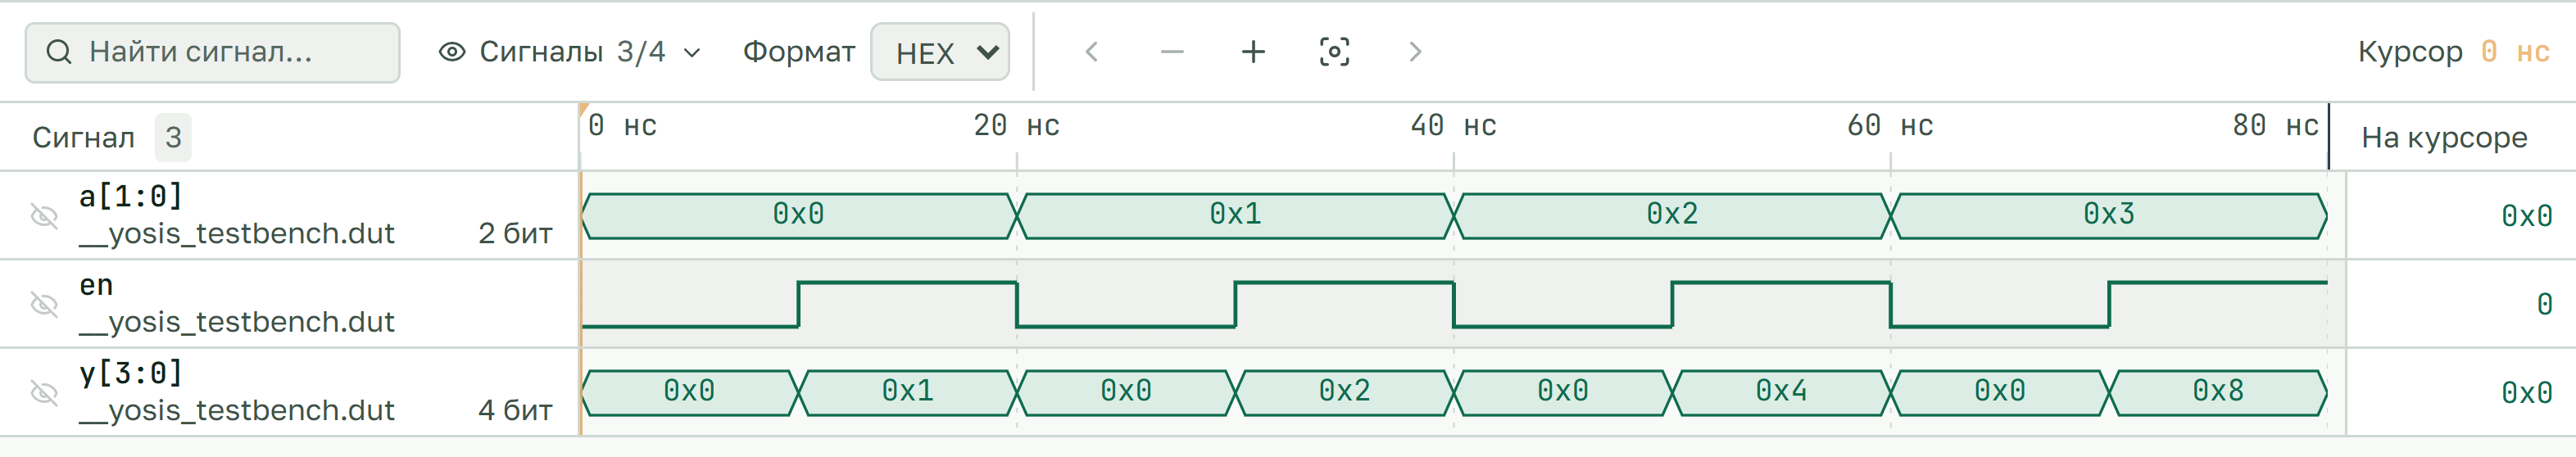 Найти сигнал... Сигналы 3/4 Формат HEX Курсор 0 нс
Сигнал 3 0 нс 20 нс 40 нс 60 нс 80 нс На курсоре
a[1:0]
__yosis_testbench.dut 2 бит 0x0 0x1 0x2 0x3 0x0
en
__yosis_testbench.dut 0
y[3:0]
__yosis_testbench.dut 4 бит 0x0 0x1 0x0 0x2 0x0 0x4 0x0 0x8 0x0